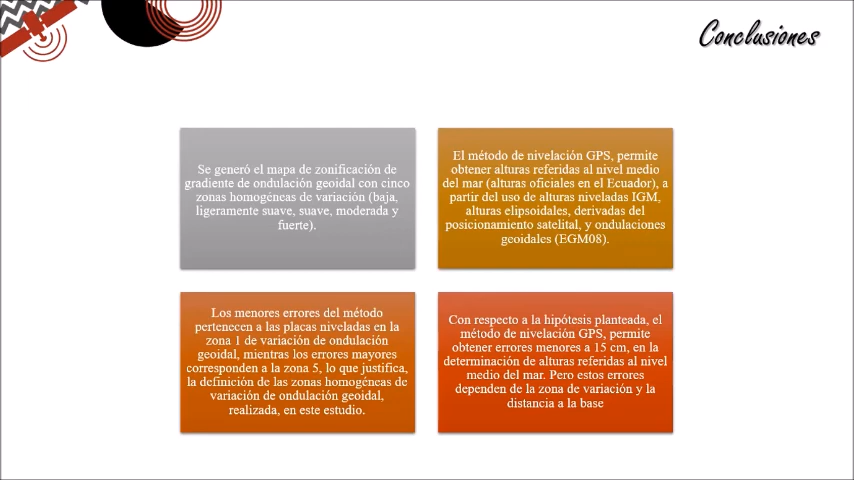 Conclusiones
Se generó el mapa de zonificación de
gradiente de ondulación geoidal con cinco
zonas homogéneas de variación (baja,
ligeramente suave, suave, moderada y
fuerte).
El método de nivelación GPS, permite
obtener alturas referidas al nivel medio
del mar (alturas oficiales en el Ecuador), a
partir del uso de alturas niveladas IGM,
alturas elipsoidales, derivadas del
posicionamiento satelital, y ondulaciones
geoidales (EGM08).
Los menores errores del método
pertenecen a las placas niveladas en la
zona 1 de variación de ondulación
geoidal, mientras los errores mayores
corresponden a la zona 5, lo que justifica,
la definición de las zonas homogéneas de
variación de ondulación geoidal,
realizada, en este estudio.
Con respecto a la hipótesis planteada, el
método de nivelación GPS, permite
obtener errores menores a 15 cm, en la
determinación de alturas referidas al nivel
medio del mar. Pero estos errores
dependen de la zona de variación y la
distancia a la base